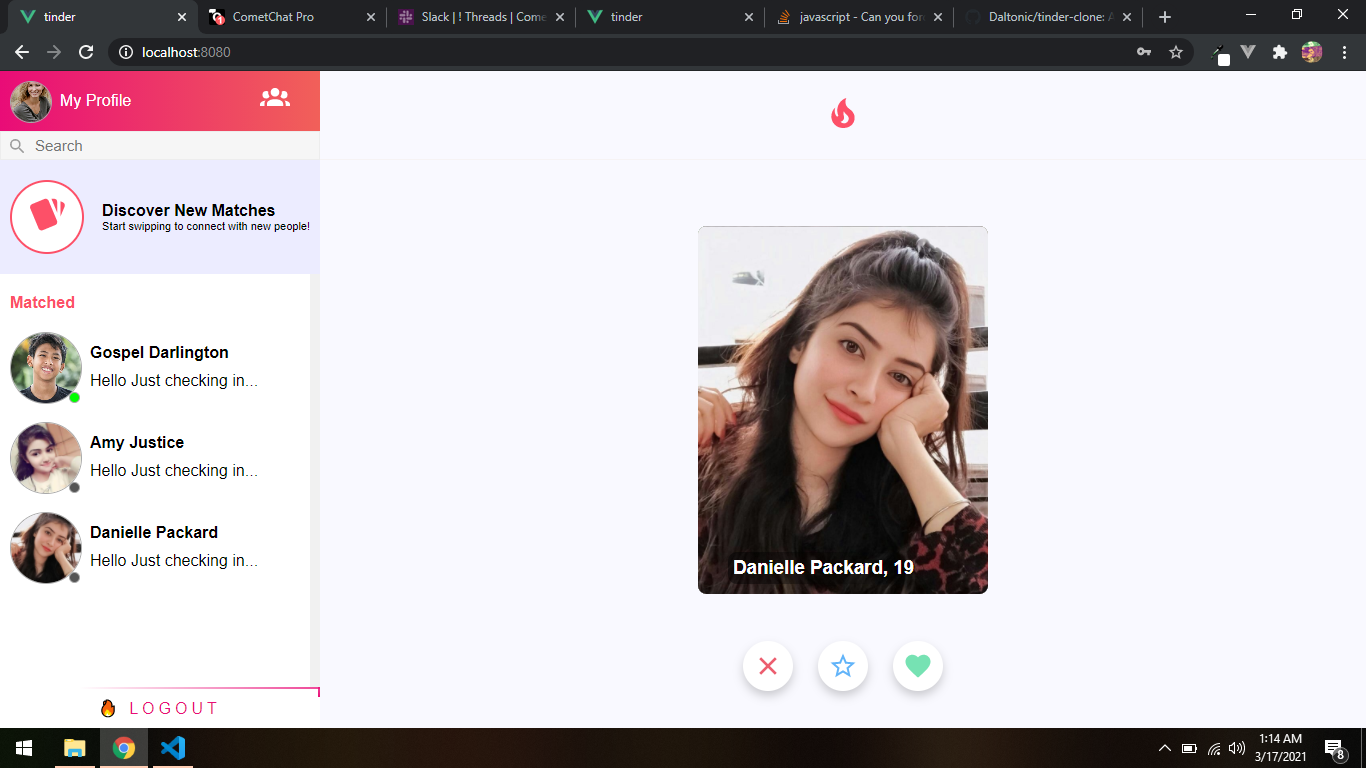 tinder
CometChat Pro
Slack | ! Threads | Come
tinder
javascript - Can you fon
Daltonic/tinder-clone: A
localhost:8080
My Profile
Search
Discover New Matches
Start swipping to connect with new people!
Matched
Gospel Darlington
Hello Just checking in...
Amy Justice
Hello Just checking in...
Danielle Packard
Hello Just checking in...
LOGOUT
Danielle Packard, 19
1:14 AM
3/17/2021
8